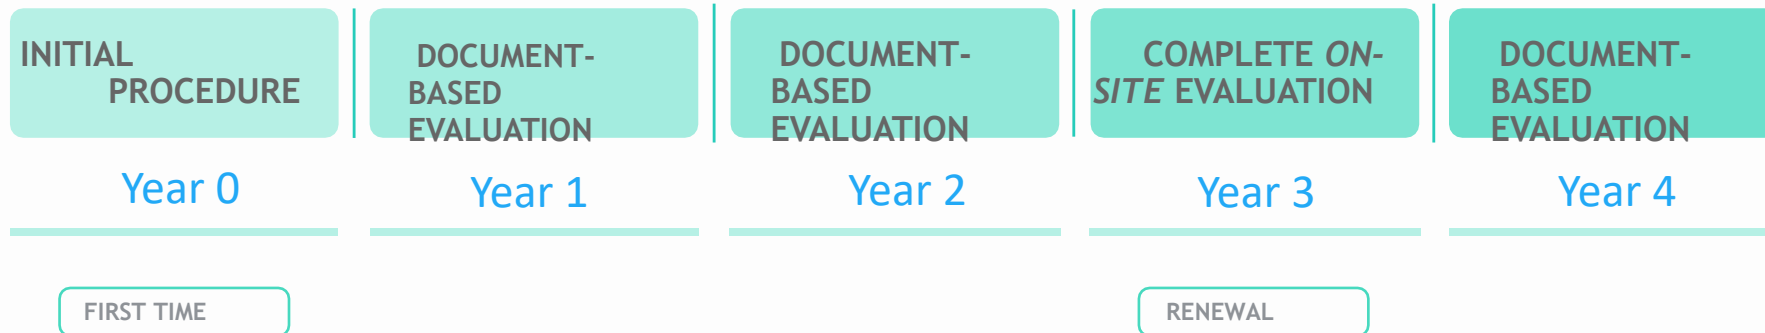 INITIAL
PROCEDURE
DOCUMENT-
BASED
EVALUATION
DOCUMENT-
BASED
EVALUATION
COMPLETE ON-
SITE EVALUATION
DOCUMENT-
BASED
EVALUATION
Year 0
Year 1
Year 2
Year 3
Year 4
FIRST TIME
RENEWAL